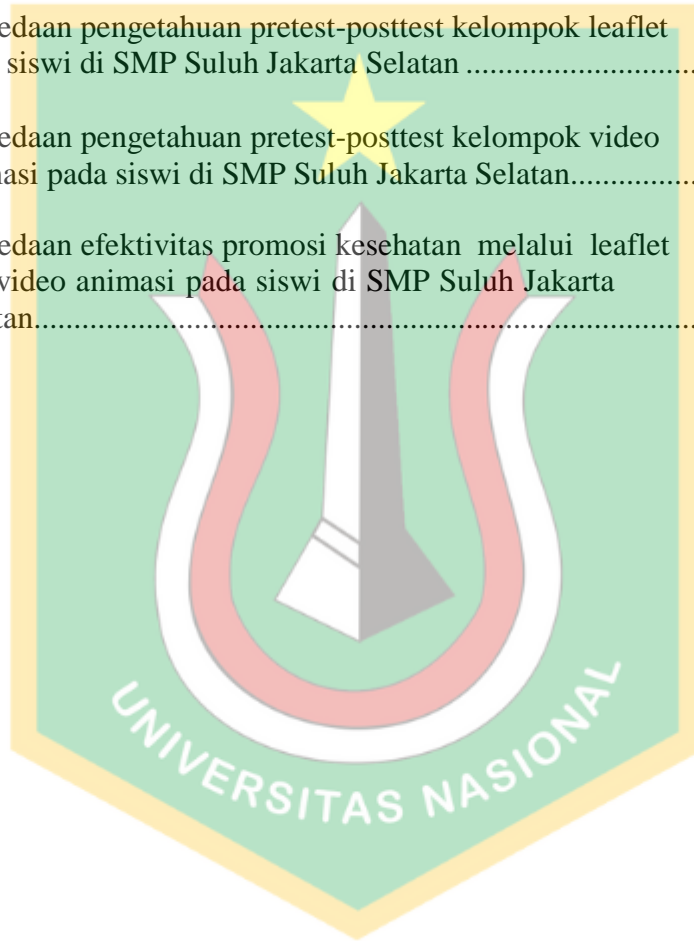 edaan pengetahuan pretest-posttest kelompok leaflet
siswi di SMP Suluh Jakarta Selatan ..............................
edaan pengetahuan pretest-posttest kelompok video
nasi pada siswi di SMP Suluh Jakarta Selatan.................
edaan efektivitas promosi kesehatan melalui leaflet
video animasi pada siswi di SMP Suluh Jakarta
tan...............................................................................................
UNIVERSITAS NASIONAL